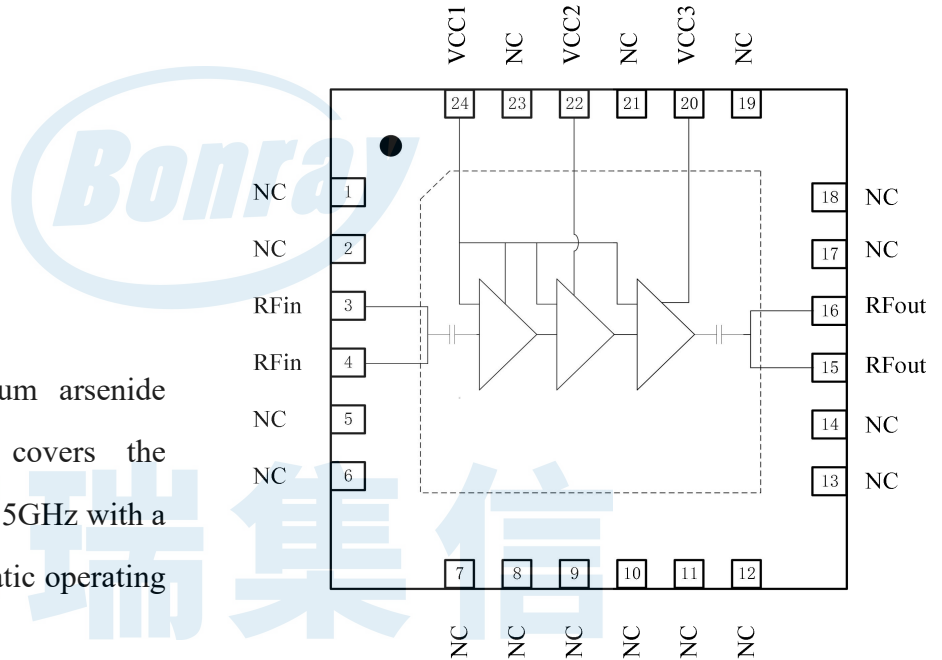 VCC1 NC VCC2 NC VCC3 NC
24 23 22 21 20 19
Bonray
NC 1 18 NC
NC 2 17 NC
RFin 3 16 RFout
RFin 4 15 RFout
arsenide
NC 5 14 NC
covers the
NC 6 13 NC
5GHz with a
operating
7 8 9 10 11 12
NC NC NC NC NC NC
瑞集信